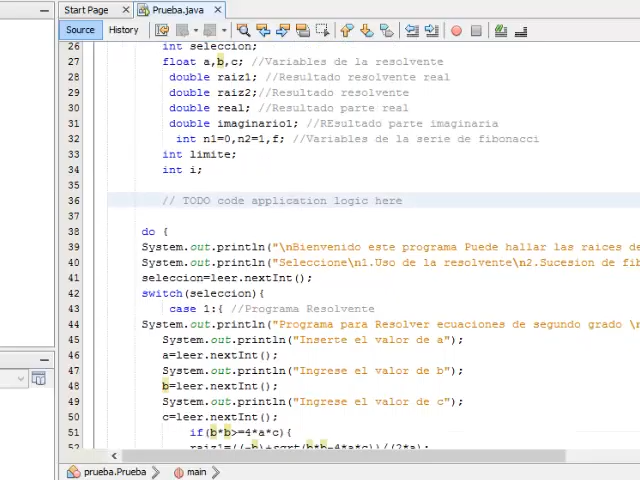 Start Page
Prueba.java
Source
History
26 int seleccion;
27 float a,b,c; //Variables de la resolvente
28 double raiz1; //Resultado resolvente real
29 double raiz2;//Resultado resolvente
30 double real; //Resultado parte real
31 double imaginario1; //REsultado parte imaginaria
32 int n1=0,n2=1,f; //Variables de la serie de fibonacci
33 int limite;
34 int i;
35
36 // TODO code application logic here
37
38 do {
39 System.out.println("\nBienvenido este programa Puede hallar las raices de
40 System.out.println("Seleccione\n1.Uso de la resolvente\n2.Sucesion de fib
41 seleccion=leer.nextInt();
42 switch(seleccion){
43 case 1:{ //Programa Resolvente
44 System.out.println("Programa para Resolver ecuaciones de segundo grado \n
45 System.out.println("Inserte el valor de a");
46 a=leer.nextInt();
47 System.out.println("Ingrese el valor de b");
48 b=leer.nextInt();
49 System.out.println("Ingrese el valor de c");
50 c=leer.nextInt();
51 if(b*b>=4*a*c){
52 raiz1=((-b)+sqrt(b*b-4*a*c))/(2*a);
prueba.Prueba
main